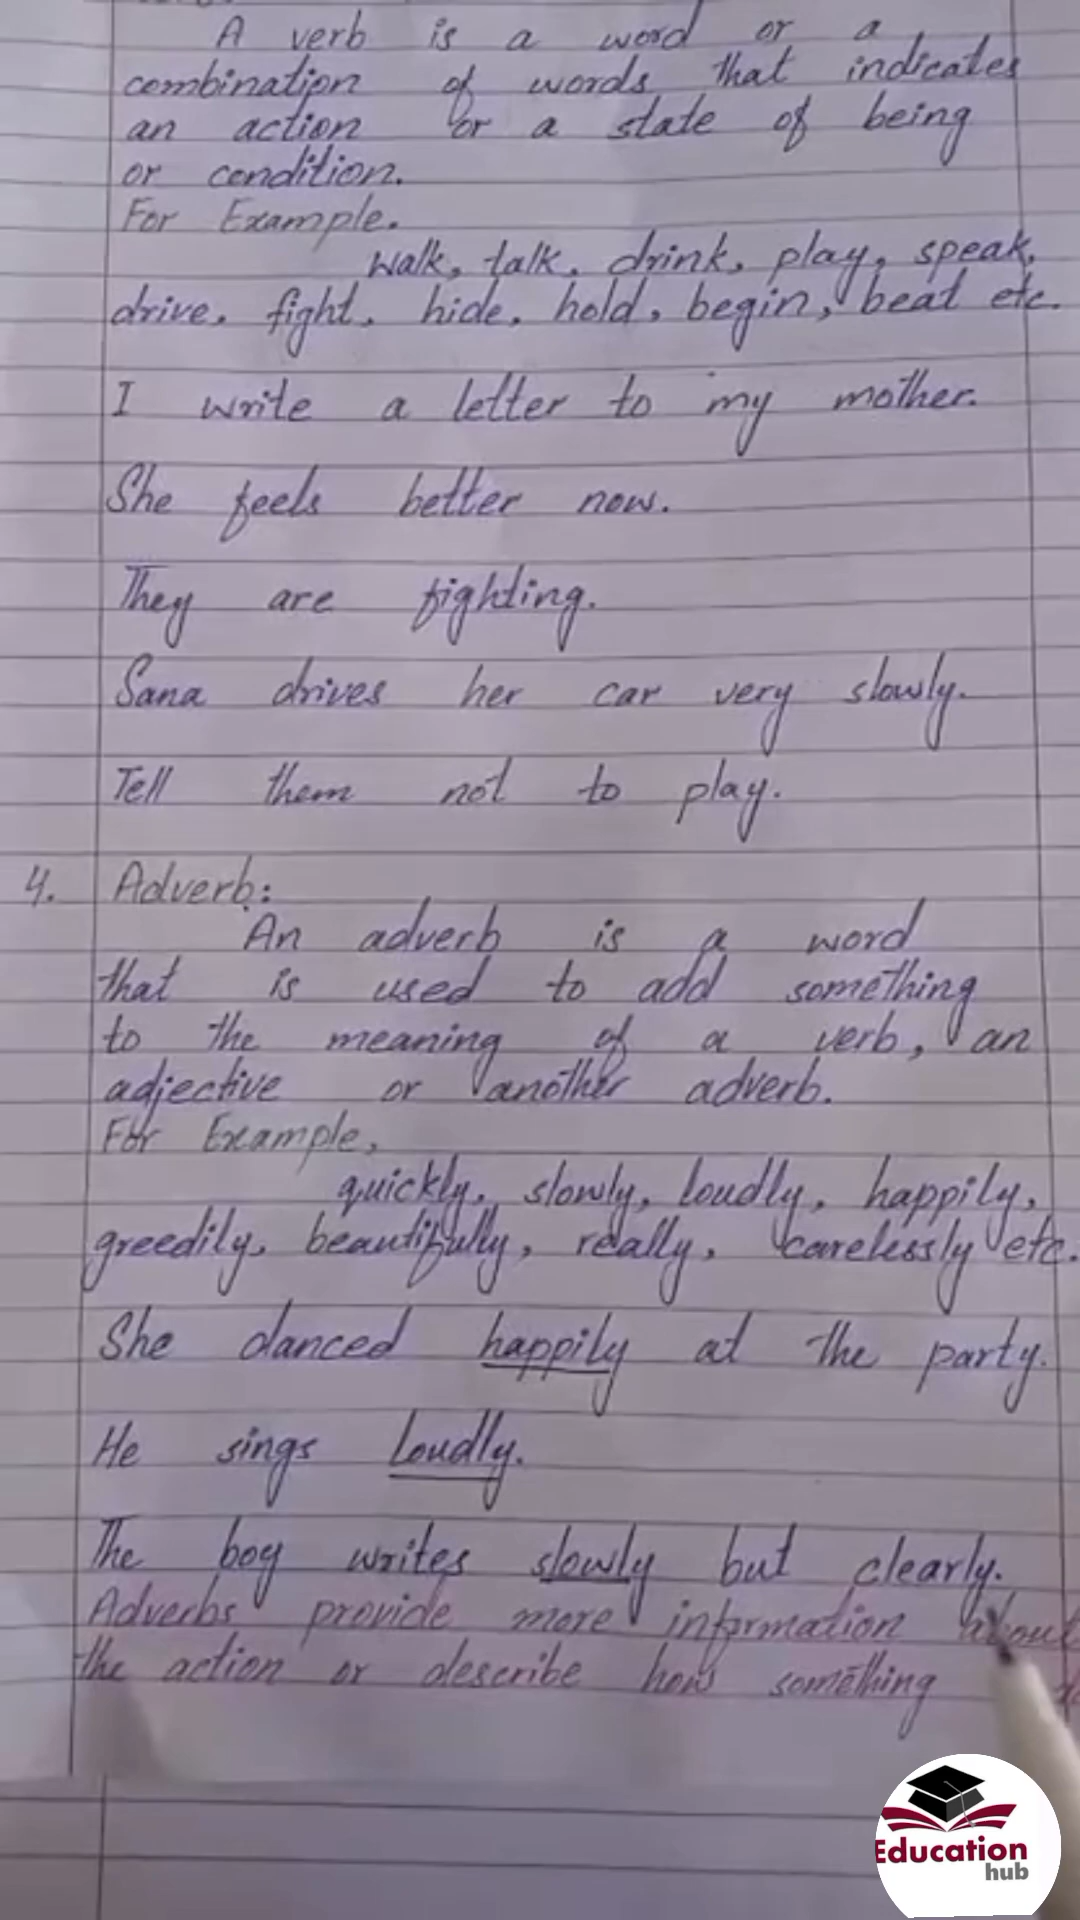 A verb is a word or a
combination of words that indicates
an action or a state of being
or condition.
For Example.
walk, talk, drink, play, speak,
drive, fight, hide, hold, begin, beat etc.
I write a letter to my mother.
She feels better now.
They are fighting.
Sana drives her car very slowly.
Tell them not to play.
4. Adverb:
An adverb is a word
that is used to add something
to the meaning of a verb, an
adjective or another adverb.
For Example,
quickly, slowly, loudly, happily,
greedily, beautifully, really, carelessly etc.
She danced happily at the party.
He sings Loudly.
The boy writes slowly but clearly.
Adverbs provide more information about
the action or describe how something
Education
hub